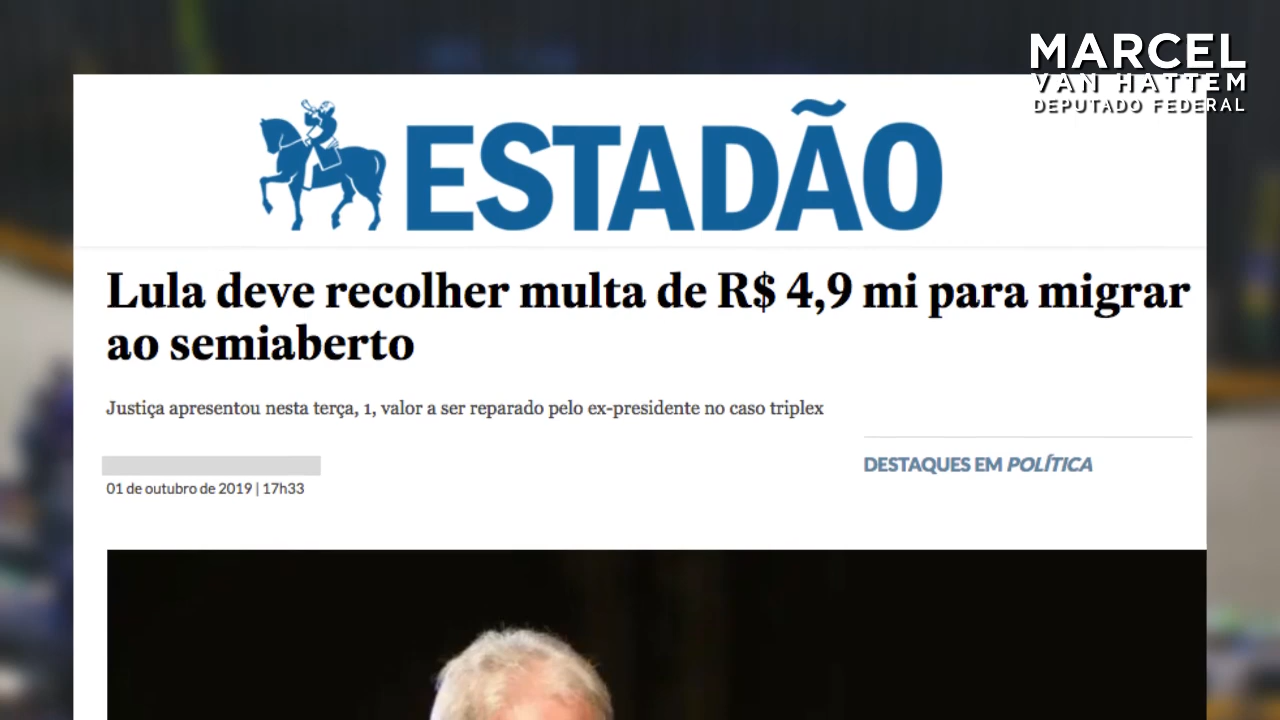 MARCEL
VAN HATTEM
DEPUTADO FEDERAL
ESTADÃO
Lula deve recolher multa de R$ 4,9 mi para migrar
ao semiaberto
Justiça apresentou nesta terça, 1, valor a ser reparado pelo ex-presidente no caso triplex
DESTAQUES EM POLÍTICA
01 de outubro de 2019 | 17h33